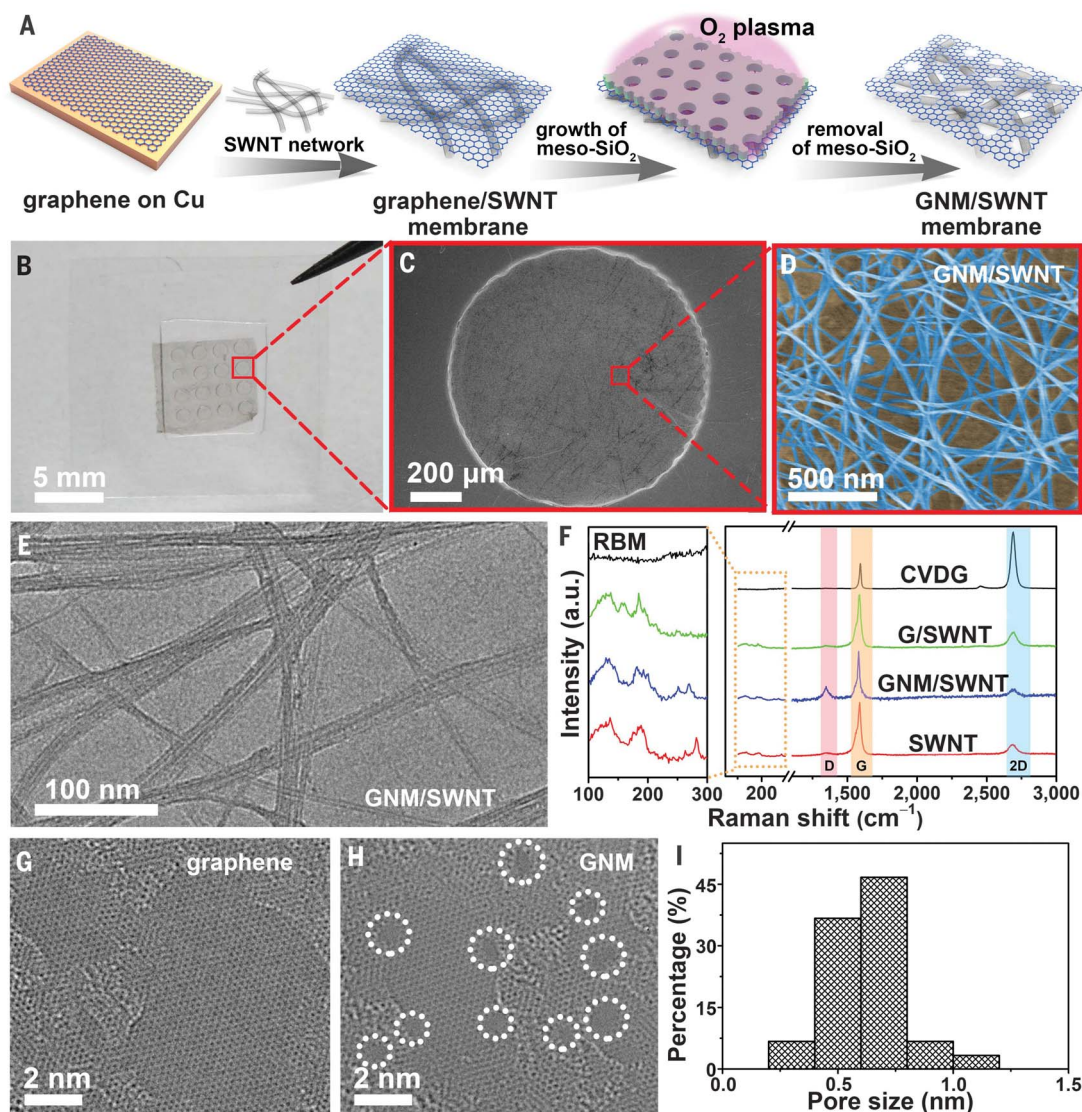 A
O₂ plasma
SWNT network
growth of
meso-SiO₂
removal
of meso-SiO₂
graphene on Cu
graphene/SWNT
membrane
GNM/SWNT
membrane
B
5 mm
C
200 µm
D
GNM/SWNT
500 nm
E
100 nm
GNM/SWNT
F
RBM
CVDG
G/SWNT
GNM/SWNT
SWNT
D
G
2D
Intensity (a.u.)
100 150 200 250 300
200
1,500
2,000
2,500
3,000
Raman shift (cm⁻¹)
G
graphene
2 nm
H
GNM
2 nm
I
Percentage (%)
45
30
15
0
0.0
0.5
1.0
1.5
Pore size (nm)